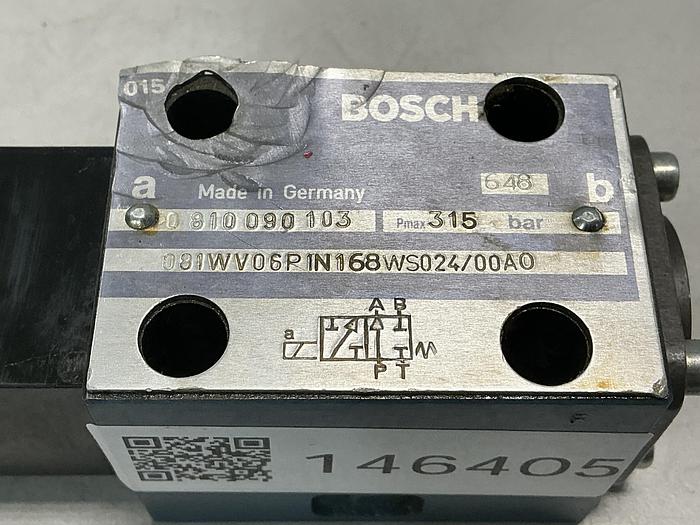 015
BOSCH
648
a
Made in Germany
b
0 810 090 103
Pmax 315 bar
081WV06P1N168WS024/00A0
A B
a
P T
146405